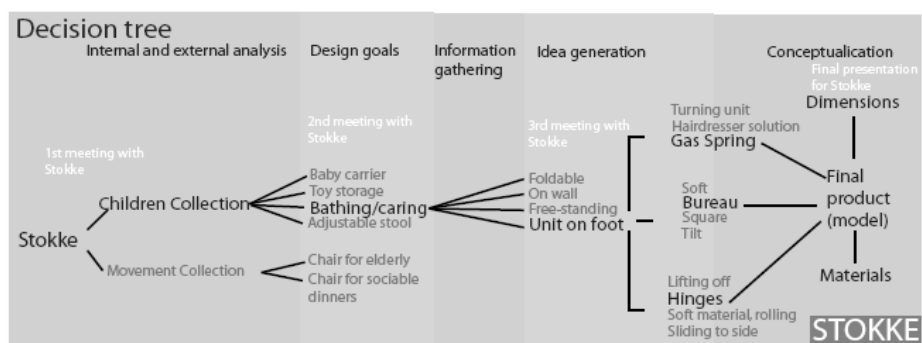 Decision tree
Internal and external analysis
Design goals
Information
gathering
Idea generation
Conceptualication
Final presentation
for Stokke
Dimensions
1st meeting with
Stokke
2nd meeting with
Stokke
3rd meeting with
Stokke
Stokke
Children Collection
Movement Collection
Baby carrier
Toy storage
Bathing/caring
Adjustable stool
Chair for elderly
Chair for sociable
dinners
Foldable
On wall
Free-standing
Unit on foot
Turning unit
Hairdresser solution
Gas Spring
Soft
Bureau
Square
Tilt
Lifting off
Hinges
Soft material, rolling
Sliding to side
Final
product
(model)
Materials
STOKKE